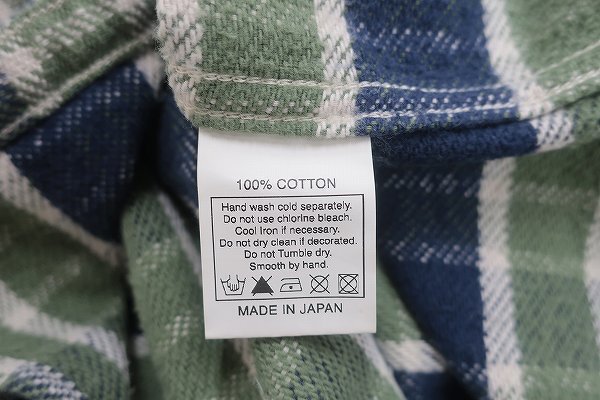 100% COTTON
Hand wash cold separately.
Do not use chlorine bleach.
Cool Iron if necessary.
Do not dry clean if decorated.
Do not Tumble dry.
Smooth by hand.
MADE IN JAPAN